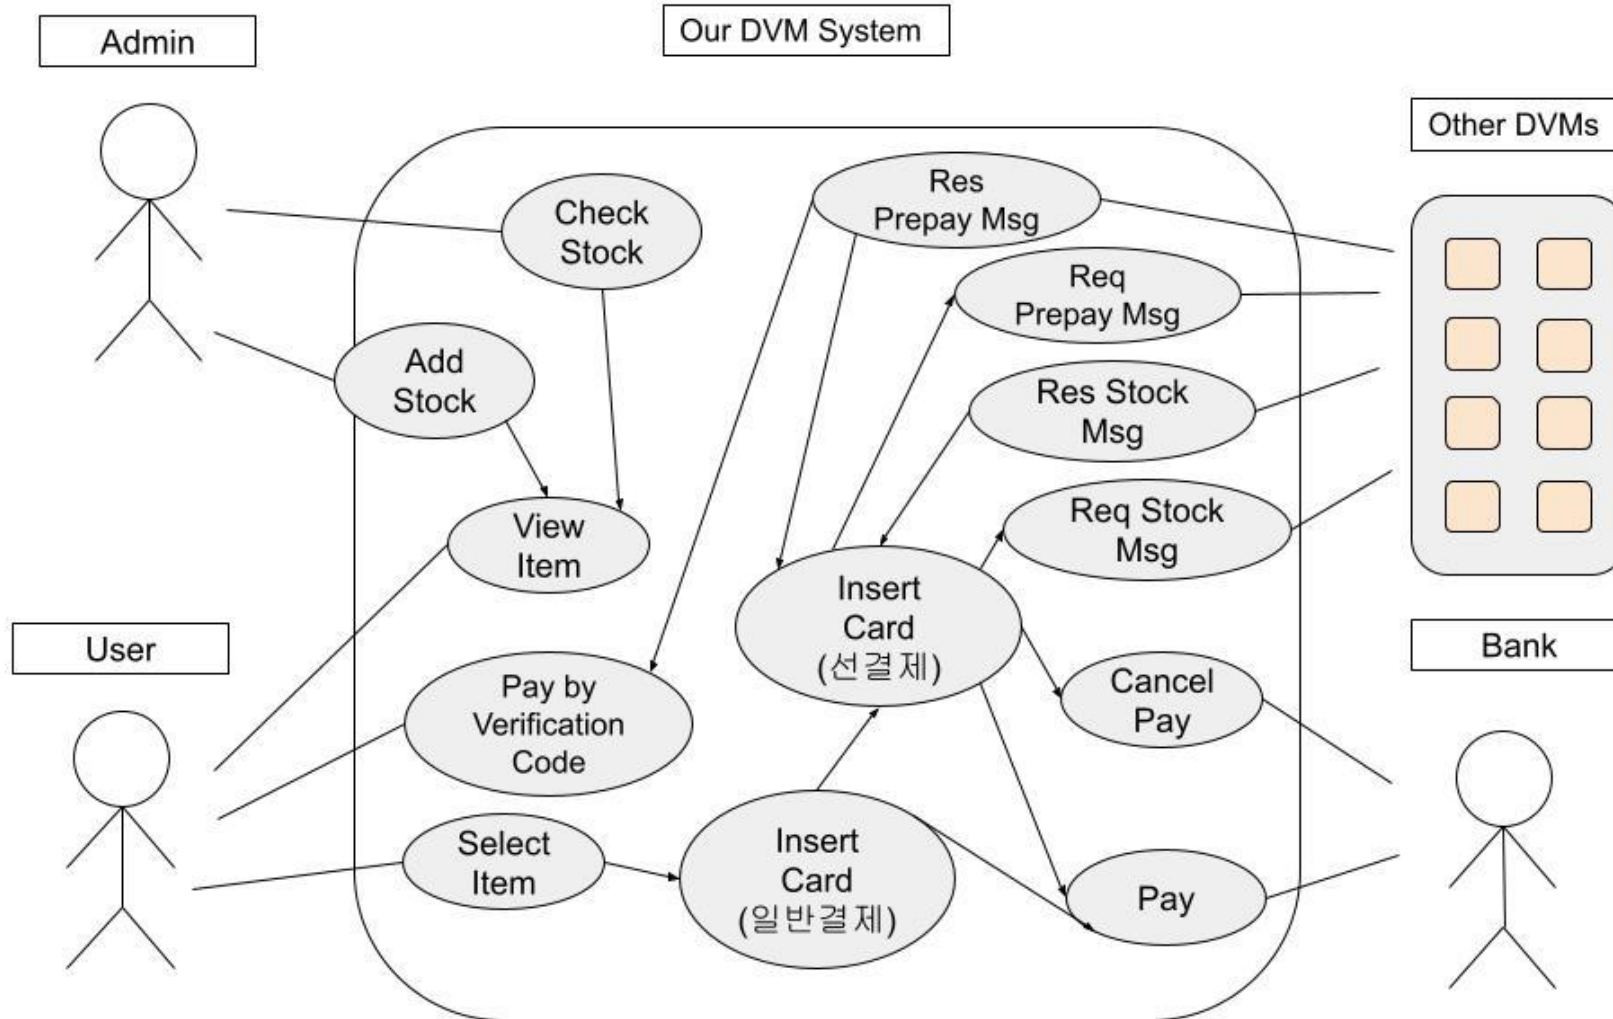 Our DVM System
Admin
Other DVMs
Check
Stock
Res
Prepay Msg
Req
Prepay Msg
Add
Stock
Res Stock
Msg
View
Item
Req Stock
Msg
Insert
Card
(선결제)
User
Bank
Pay by
Verification
Code
Cancel
Pay
Select
Item
Insert
Card
(일반결제)
Pay